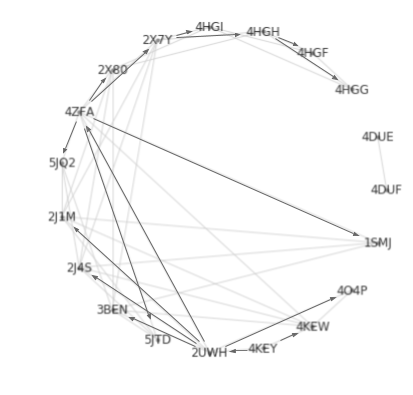 4HGI
4HGH
2X7Y
4HGF
2X80
4HGG
4ZFA
4DUE
5JQ2
4DUF
2J1M
1SMJ
2J4S
4O4P
3BEN
4KEW
5JTD
4KEY
2UWH